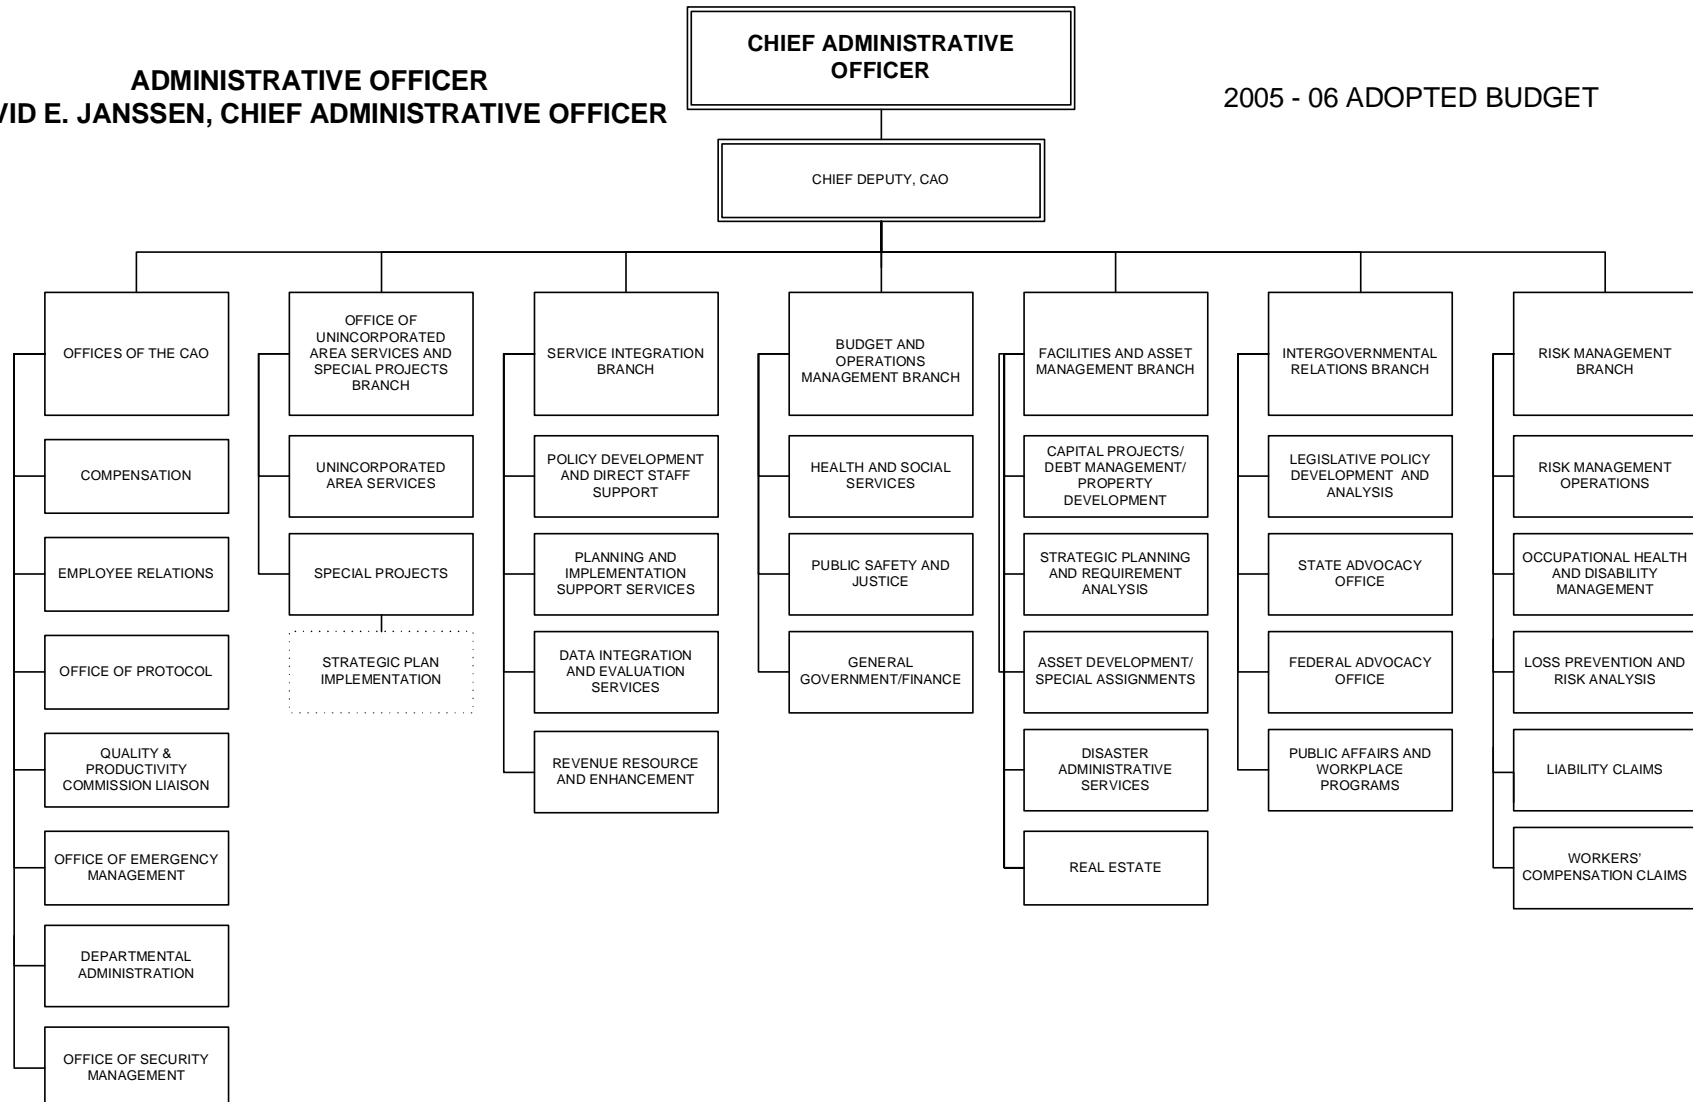 CHIEF ADMINISTRATIVE
OFFICER
ADMINISTRATIVE OFFICER
VID E. JANSSEN, CHIEF ADMINISTRATIVE OFFICER
2005 - 06 ADOPTED BUDGET
CHIEF DEPUTY, CAO
OFFICES OF THE CAO
COMPENSATION
EMPLOYEE RELATIONS
OFFICE OF PROTOCOL
QUALITY &
PRODUCTIVITY
COMMISSION LIAISON
OFFICE OF EMERGENCY
MANAGEMENT
DEPARTMENTAL
ADMINISTRATION
OFFICE OF SECURITY
MANAGEMENT
OFFICE OF
UNINCORPORATED
AREA SERVICES AND
SPECIAL PROJECTS
BRANCH
UNINCORPORATED
AREA SERVICES
SPECIAL PROJECTS
STRATEGIC PLAN
IMPLEMENTATION
SERVICE INTEGRATION
BRANCH
POLICY DEVELOPMENT
AND DIRECT STAFF
SUPPORT
PLANNING AND
IMPLEMENTATION
SUPPORT SERVICES
DATA INTEGRATION
AND EVALUATION
SERVICES
REVENUE RESOURCE
AND ENHANCEMENT
BUDGET AND
OPERATIONS
MANAGEMENT BRANCH
HEALTH AND SOCIAL
SERVICES
PUBLIC SAFETY AND
JUSTICE
GENERAL
GOVERNMENT/FINANCE
FACILITIES AND ASSET
MANAGEMENT BRANCH
CAPITAL PROJECTS/
DEBT MANAGEMENT/
PROPERTY
DEVELOPMENT
STRATEGIC PLANNING
AND REQUIREMENT
ANALYSIS
ASSET DEVELOPMENT/
SPECIAL ASSIGNMENTS
DISASTER
ADMINISTRATIVE
SERVICES
REAL ESTATE
INTERGOVERNMENTAL
RELATIONS BRANCH
LEGISLATIVE POLICY
DEVELOPMENT AND
ANALYSIS
STATE ADVOCACY
OFFICE
FEDERAL ADVOCACY
OFFICE
PUBLIC AFFAIRS AND
WORKPLACE
PROGRAMS
RISK MANAGEMENT
BRANCH
RISK MANAGEMENT
OPERATIONS
OCCUPATIONAL HEALTH
AND DISABILITY
MANAGEMENT
LOSS PREVENTION AND
RISK ANALYSIS
LIABILITY CLAIMS
WORKERS'
COMPENSATION CLAIMS